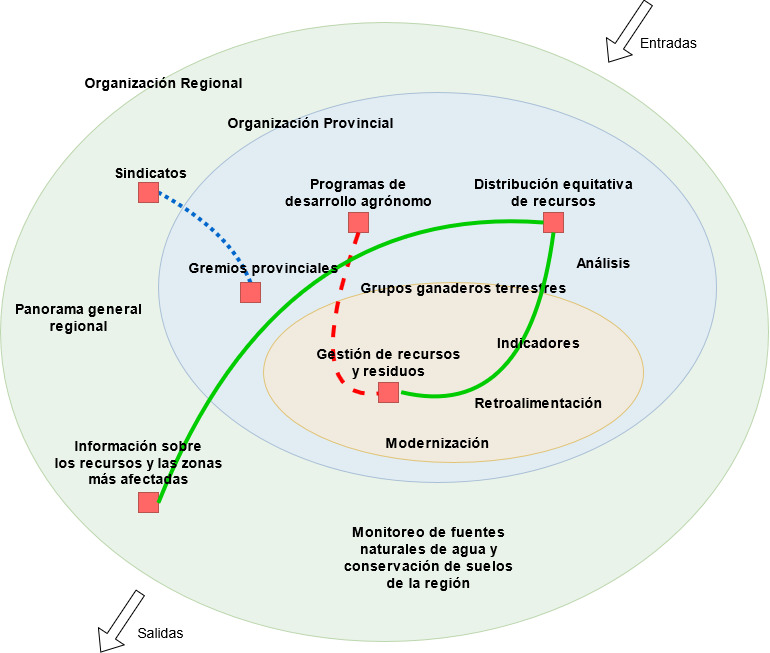 Entradas
Organización Regional
Organización Provincial
Sindicatos
Programas de
desarrollo agrónomo
Distribución equitativa
de recursos
Gremios provinciales
Análisis
Grupos ganaderos terrestres
Panorama general
regional
Indicadores
Gestión de recursos
y residuos
Retroalimentación
Modernización
Información sobre
los recursos y las zonas
más afectadas
Monitoreo de fuentes
naturales de agua y
conservación de suelos
de la región
Salidas